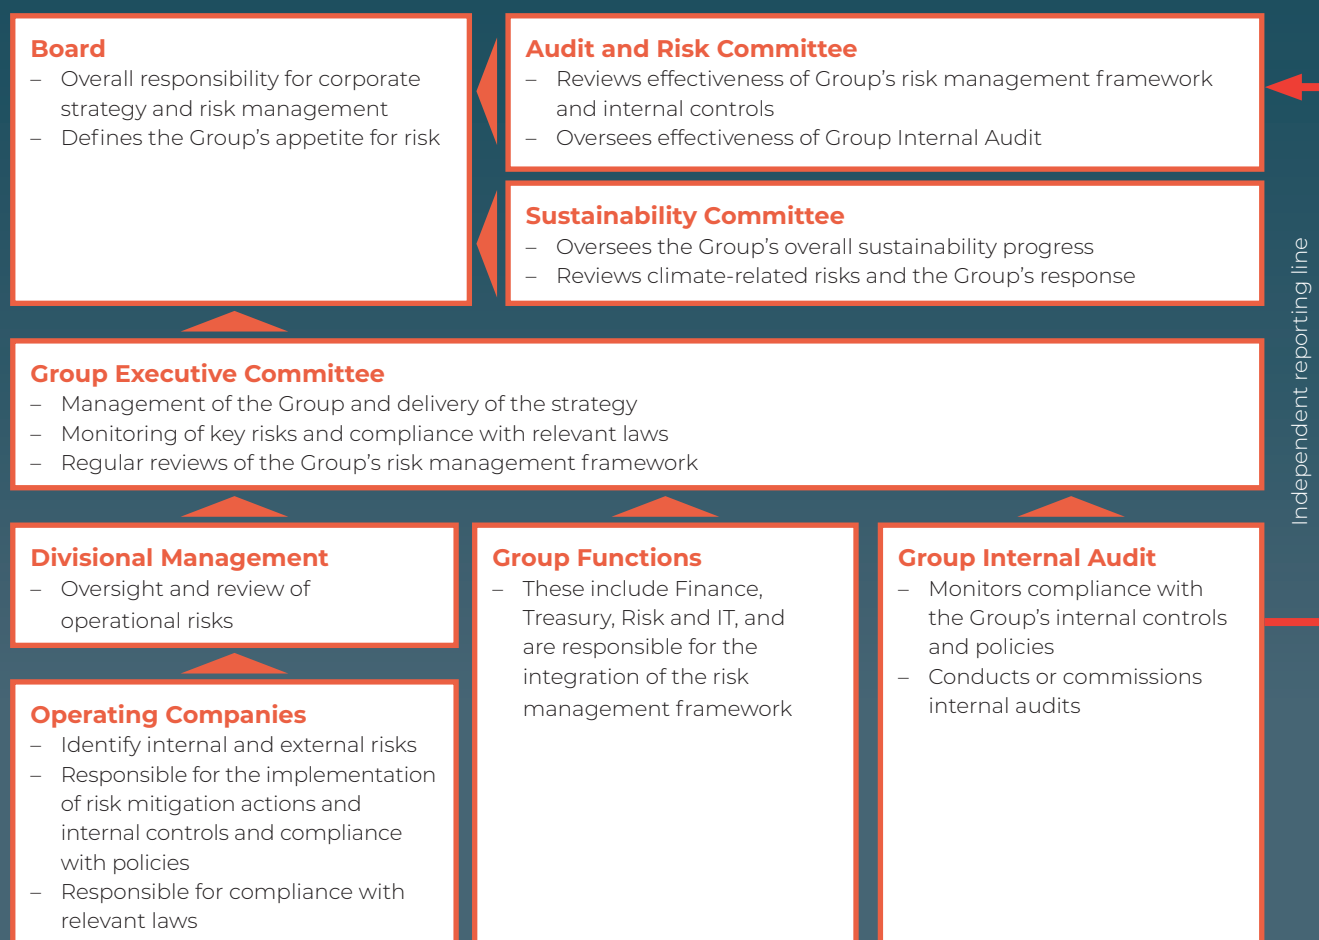 Board
– Overall responsibility for corporate
strategy and risk management
– Defines the Group's appetite for risk
Audit and Risk Committee
– Reviews effectiveness of Group's risk management framework
and internal controls
– Oversees effectiveness of Group Internal Audit
Sustainability Committee
– Oversees the Group's overall sustainability progress
– Reviews climate-related risks and the Group's response
Independent reporting line
Group Executive Committee
– Management of the Group and delivery of the strategy
– Monitoring of key risks and compliance with relevant laws
– Regular reviews of the Group's risk management framework
Divisional Management
– Oversight and review of
operational risks
Operating Companies
– Identify internal and external risks
– Responsible for the implementation
of risk mitigation actions and
internal controls and compliance
with policies
– Responsible for compliance with
relevant laws
Group Functions
– These include Finance,
Treasury, Risk and IT, and
are responsible for the
integration of the risk
management framework
Group Internal Audit
– Monitors compliance with
the Group's internal controls
and policies
– Conducts or commissions
internal audits